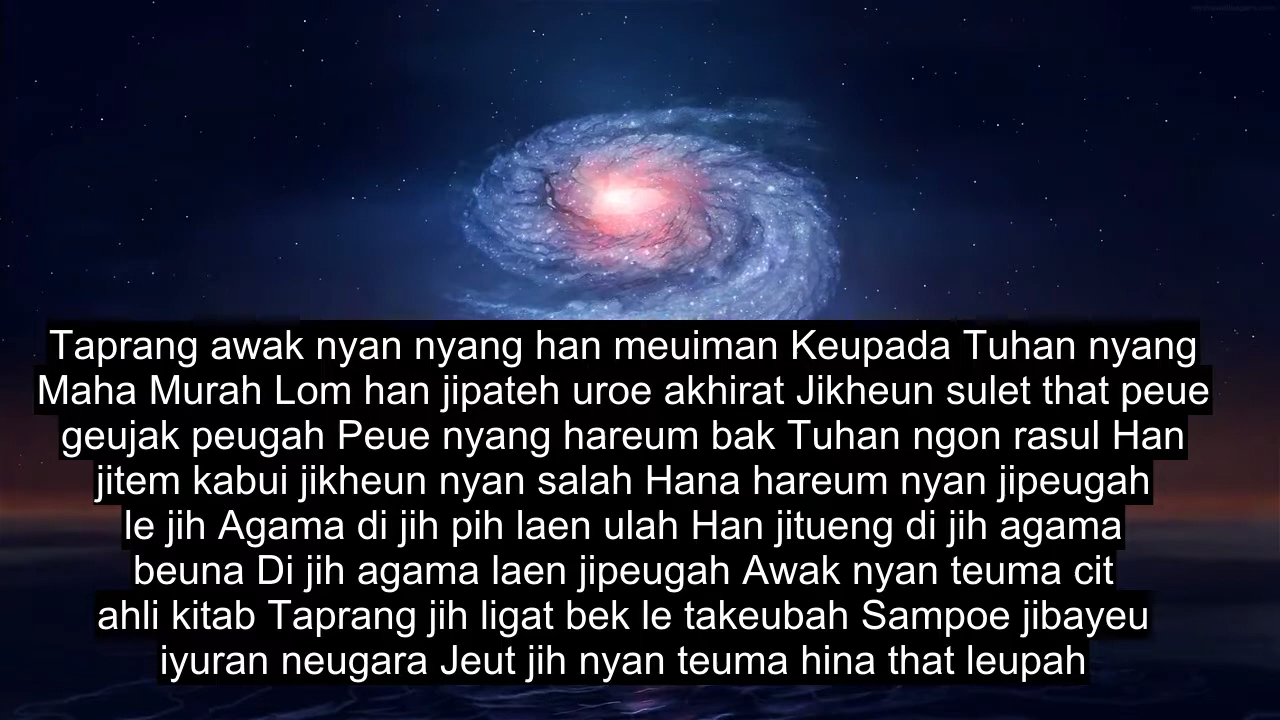 Taprang awak nyan nyang han meuiman Keupada Tuhan nyang
Maha Murah Lom han jipateh uroe akhirat Jikheun sulet that peue
geujak peugah Peue nyang hareum bak Tuhan ngon rasul Han
jitem kabui jikheun nyan salah Hana hareum nyan jipeugah
le jih Agama di jih pih laen ulah Han jitueng di jih agama
beuna Di jih agama laen jipeugah Awak nyan teuma cit
ahli kitab Taprang jih ligat bek le takeubah Sampoe jibayeu
iyuran neugara Jeut jih nyan teuma hina that leupah